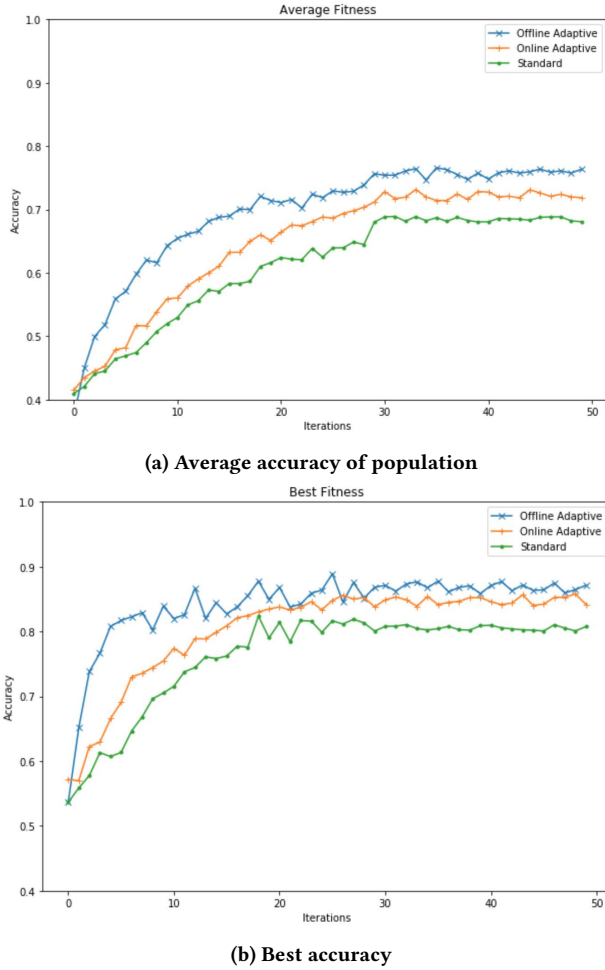 Average Fitness
1.0
0.9
0.8
0.7
0.6
0.5
0.4
Accuracy
0 10 20 30 40 50
Iterations
Offline Adaptive
Online Adaptive
Standard
(a) Average accuracy of population
Best Fitness
1.0
0.9
0.8
0.7
0.6
0.5
0.4
Accuracy
0 10 20 30 40 50
Iterations
Offline Adaptive
Online Adaptive
Standard
(b) Best accuracy